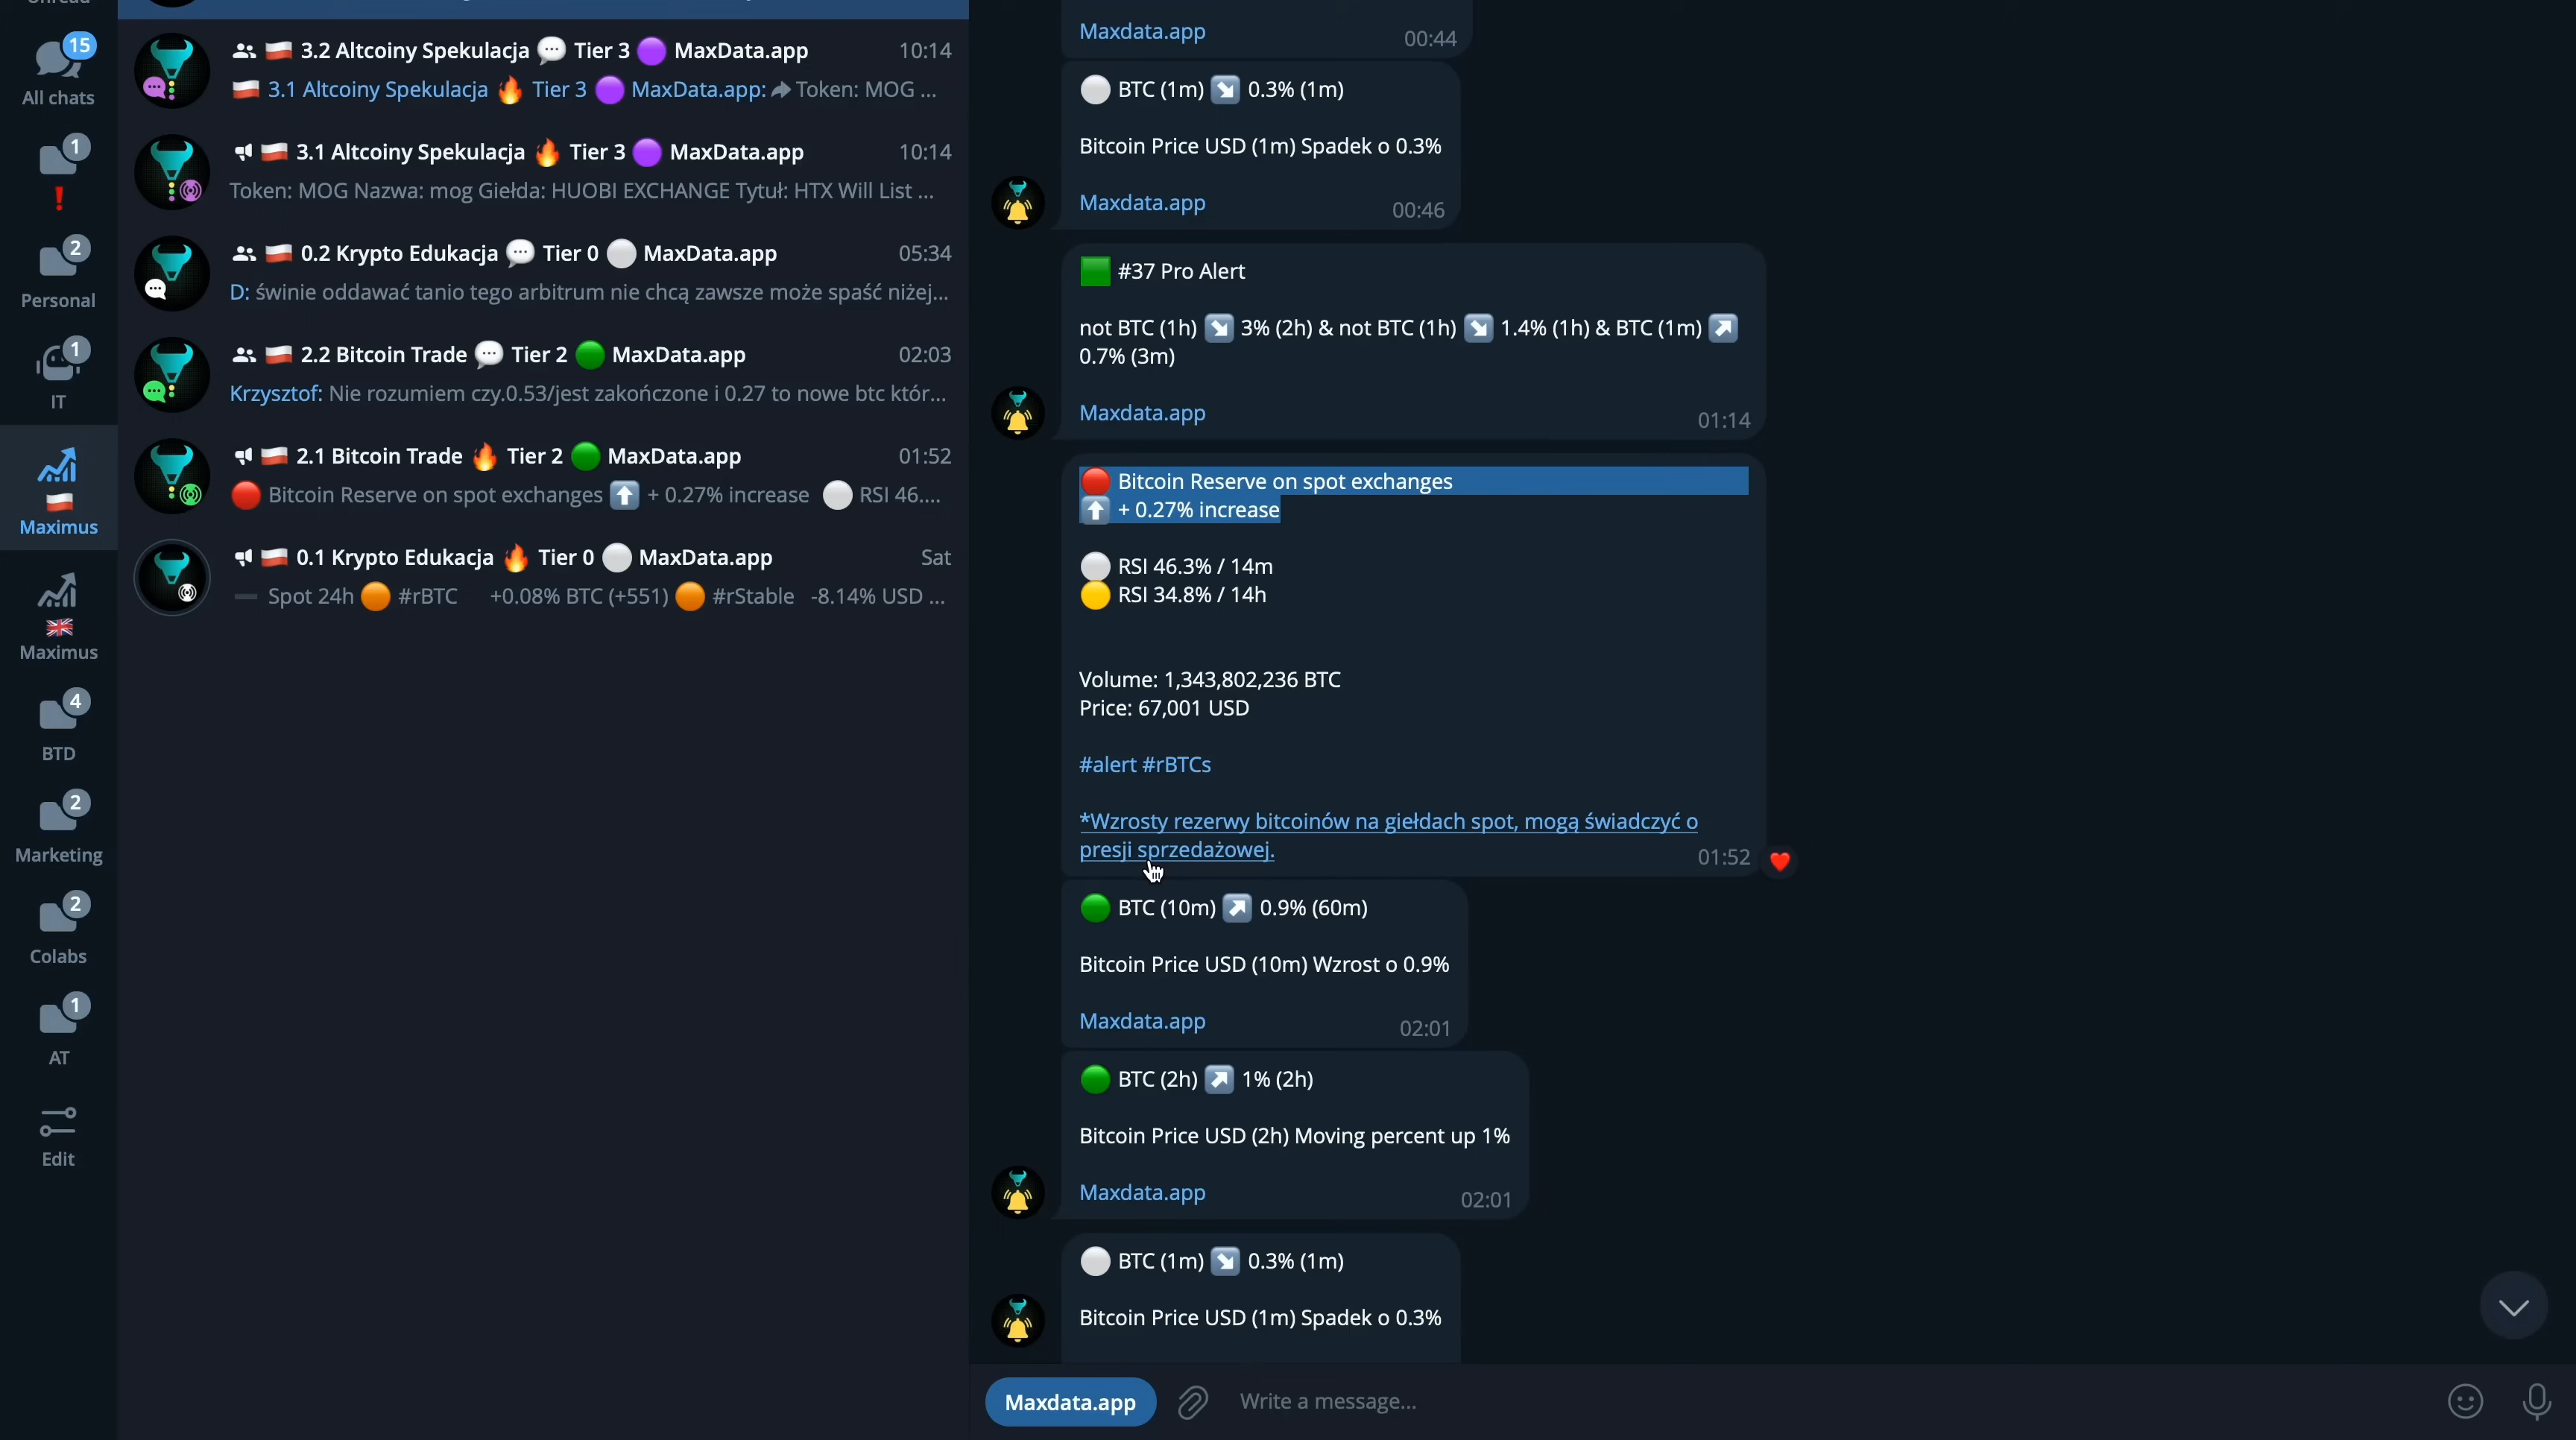 15
All chats
1
2
Personal
1
IT
Maximus
Maximus
4
BTD
2
Marketing
2
Colabs
1
AT
Edit
3.2 Altcoiny Spekulacja 💬 Tier 3 🟣 MaxData.app 10:14
🇵🇱 3.1 Altcoiny Spekulacja 🔥 Tier 3 🟣 MaxData.app: Token: MOG ...
🇵🇱 3.1 Altcoiny Spekulacja 🔥 Tier 3 🟣 MaxData.app 10:14
Token: MOG Nazwa: mog Giełda: HUOBI EXCHANGE Tytuł: HTX Will List ...
🇵🇱 0.2 Krypto Edukacja 💬 Tier 0 ⚪ MaxData.app 05:34
D: świnie oddawać tanio tego arbitrum nie chcą zawsze może spaść niżej...
🇵🇱 2.2 Bitcoin Trade 💬 Tier 2 🟢 MaxData.app 02:03
Krzysztof: Nie rozumiem czy.0.53/jest zakończone i 0.27 to nowe btc któr...
🇵🇱 2.1 Bitcoin Trade 🔥 Tier 2 🟢 MaxData.app 01:52
🔴 Bitcoin Reserve on spot exchanges ⬆️ + 0.27% increase ⚪ RSI 46....
🇵🇱 0.1 Krypto Edukacja 🔥 Tier 0 ⚪ MaxData.app Sat
➖ Spot 24h 🟠 #rBTC +0.08% BTC (+551) 🟠 #rStable -8.14% USD ...
Maxdata.app 00:44
⚪ BTC (1m) ↘️ 0.3% (1m)
Bitcoin Price USD (1m) Spadek o 0.3%
Maxdata.app 00:46
🟩 #37 Pro Alert
not BTC (1h) ↘️ 3% (2h) & not BTC (1h) ↘️ 1.4% (1h) & BTC (1m) ↗️
0.7% (3m)
Maxdata.app 01:14
🔴 Bitcoin Reserve on spot exchanges
⬆️ + 0.27% increase
⚪ RSI 46.3% / 14m
🟡 RSI 34.8% / 14h
Volume: 1,343,802,236 BTC
Price: 67,001 USD
#alert #rBTCs
*Wzrosty rezerwy bitcoinów na giełdach spot, mogą świadczyć o
presji sprzedażowej. 01:52
🟢 BTC (10m) ↗️ 0.9% (60m)
Bitcoin Price USD (10m) Wzrost o 0.9%
Maxdata.app 02:01
🟢 BTC (2h) ↗️ 1% (2h)
Bitcoin Price USD (2h) Moving percent up 1%
Maxdata.app 02:01
⚪ BTC (1m) ↘️ 0.3% (1m)
Bitcoin Price USD (1m) Spadek o 0.3%
Maxdata.app
Write a message...